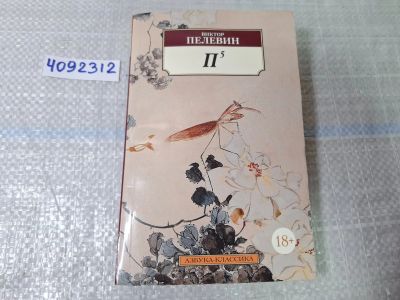 4092312
ВИКТОР
ПЕЛЕВИН
П⁵
18+
АЗБУКА-КЛАССИКА